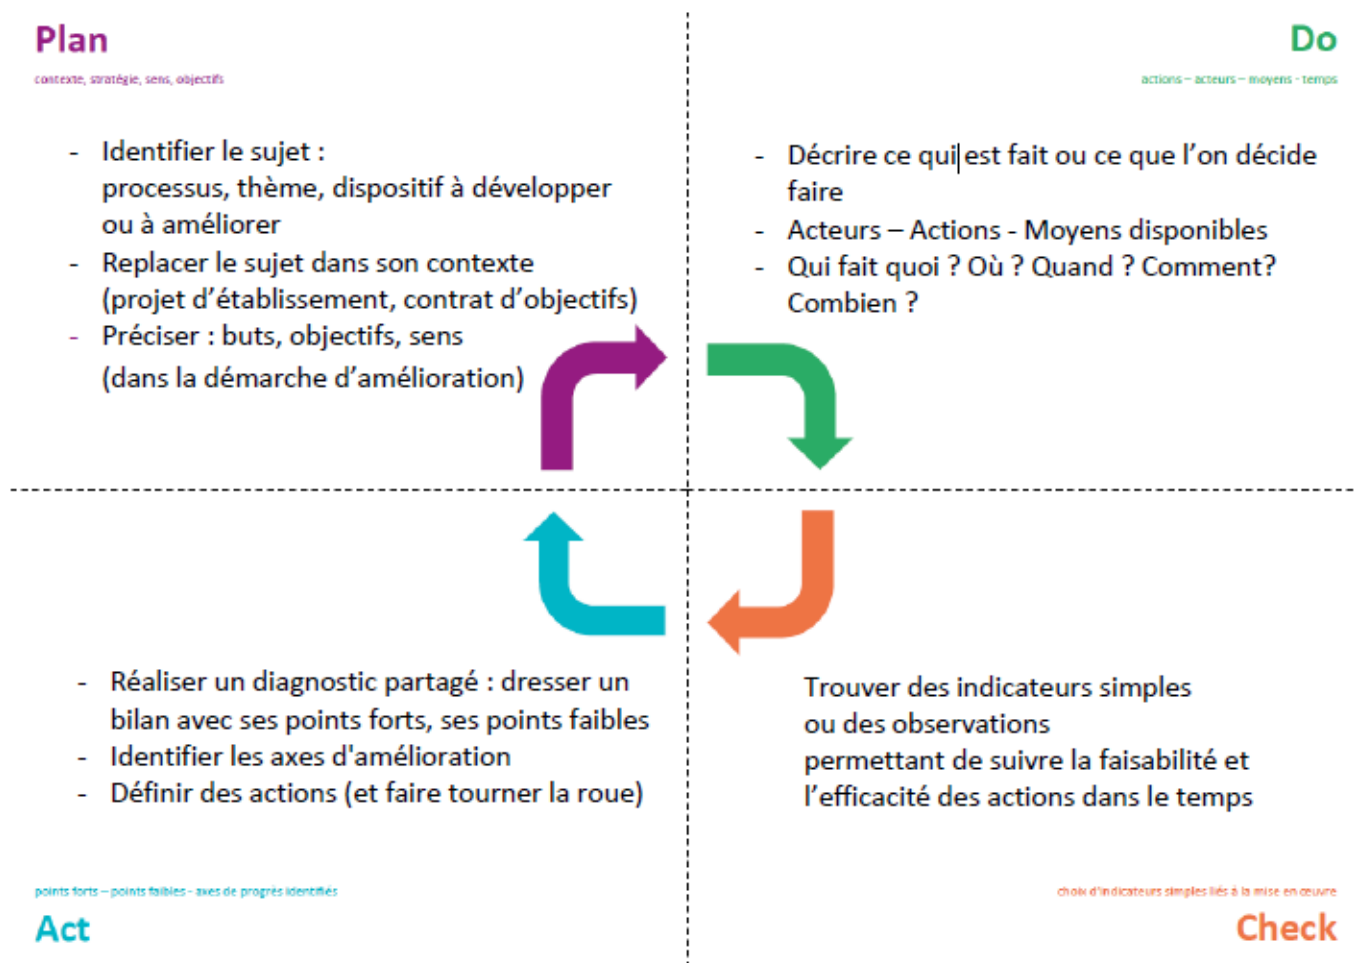 Plan
contexte, stratégie, sens, objectifs
- Identifier le sujet :
processus, thème, dispositif à développer
ou à améliorer
- Replacer le sujet dans son contexte
(projet d’établissement, contrat d’objectifs)
- Préciser : buts, objectifs, sens
(dans la démarche d’amélioration)
Do
actions – acteurs – moyens - temps
- Décrire ce qui est fait ou ce que l’on décide
faire
- Acteurs – Actions - Moyens disponibles
- Qui fait quoi ? Où ? Quand ? Comment?
Combien ?
- Réaliser un diagnostic partagé : dresser un
bilan avec ses points forts, ses points faibles
- Identifier les axes d'amélioration
- Définir des actions (et faire tourner la roue)
points forts – points faibles - axes de progrès identifiés
Act
Trouver des indicateurs simples
ou des observations
permettant de suivre la faisabilité et
l’efficacité des actions dans le temps
choix d’indicateurs simples liés à la mise en œuvre
Check